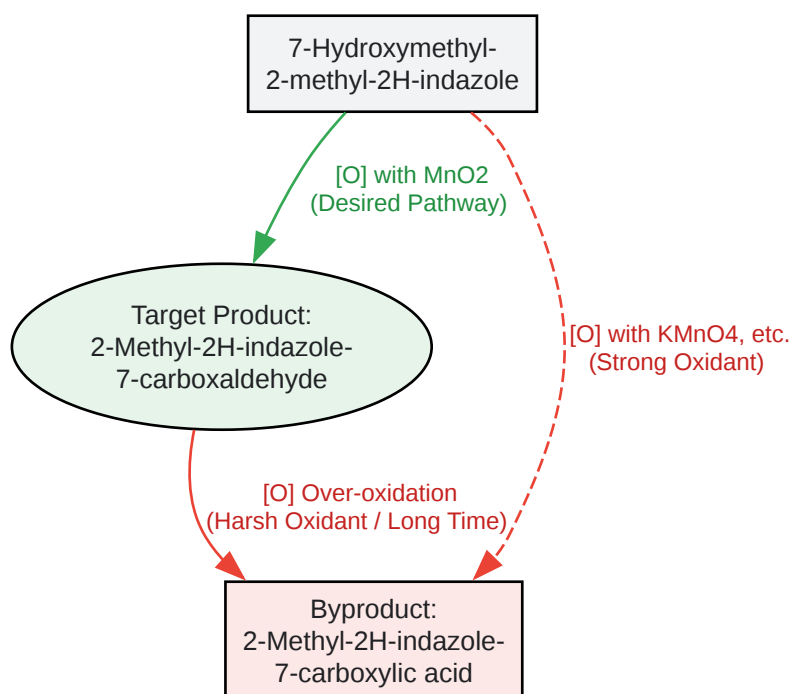 7-Hydroxymethyl-
2-methyl-2H-indazole
[O] with MnO2
(Desired Pathway)
Target Product:
2-Methyl-2H-indazole-
7-carboxaldehyde
[O] with KMnO4, etc.
(Strong Oxidant)
[O] Over-oxidation
(Harsh Oxidant / Long Time)
Byproduct:
2-Methyl-2H-indazole-
7-carboxylic acid